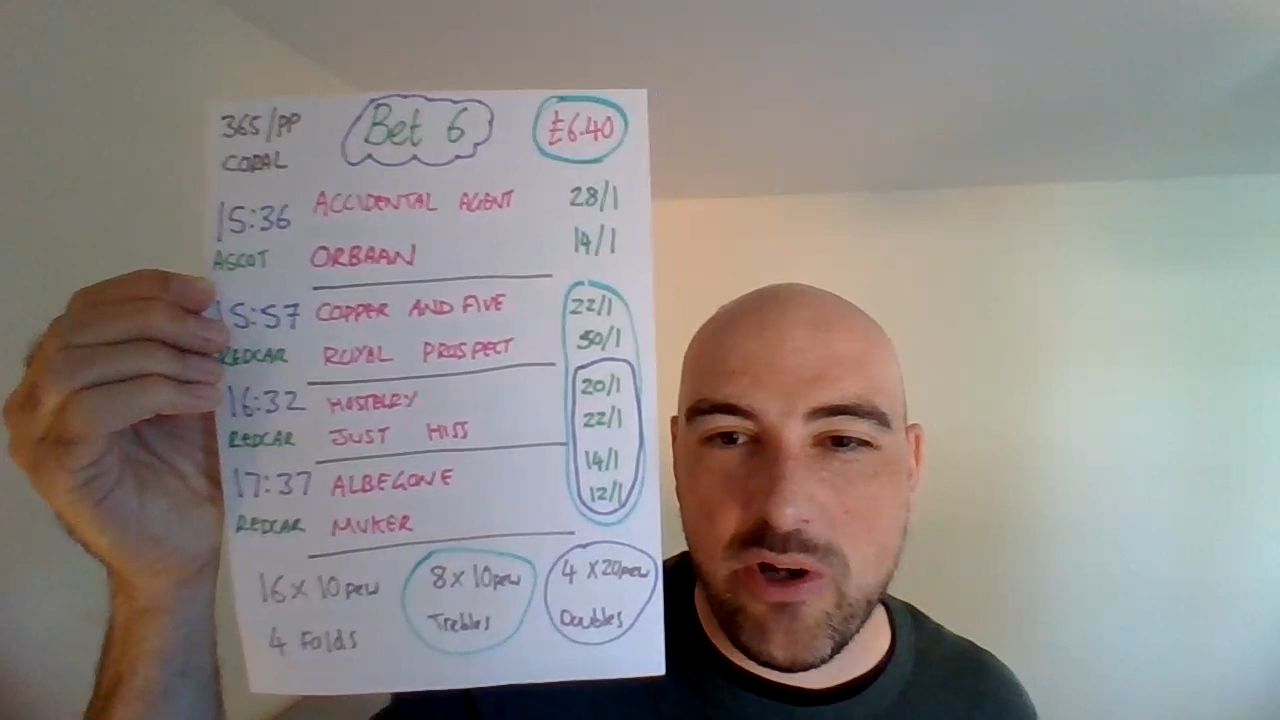 365/PP Bet 6 £6.40
CORAL
15:36 ACCIDENTAL AGENT 28/1
ASCOT ORBAAN 14/1
15:57 COPPER AND FIVE 22/1
REDCAR ROYAL PROSPECT 50/1
16:32 HOSTELRY 20/1
REDCAR JUST HISS 22/1
17:37 ALBEGONE 14/1
REDCAR MUKER 12/1
16 x 10pew 8 x 10pew 4 x 20pew
4 Folds Trebles Doubles